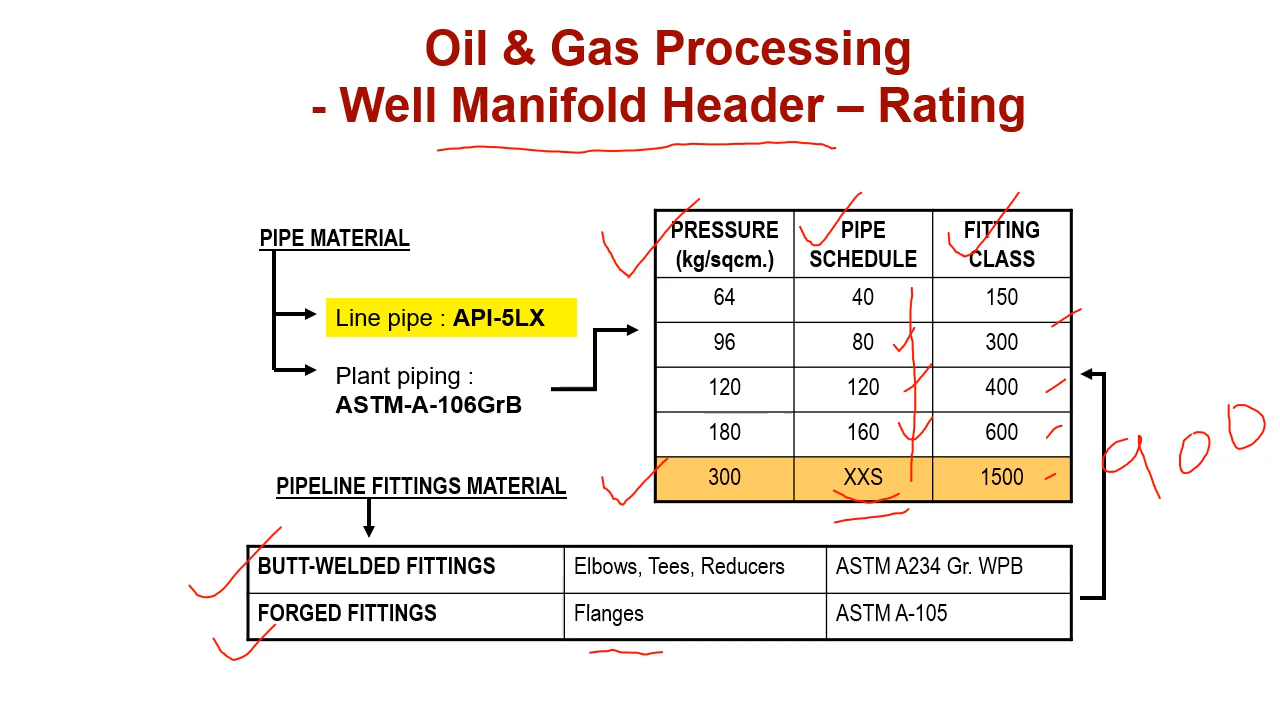 Oil & Gas Processing
- Well Manifold Header – Rating
PIPE MATERIAL
Line pipe : API-5LX
Plant piping :
ASTM-A-106GrB
PRESSURE (kg/sqcm.) PIPE SCHEDULE FITTING CLASS
64 40 150
96 80 300
120 120 400
180 160 600
300 XXS 1500
900
PIPELINE FITTINGS MATERIAL
BUTT-WELDED FITTINGS Elbows, Tees, Reducers ASTM A234 Gr. WPB
FORGED FITTINGS Flanges ASTM A-105